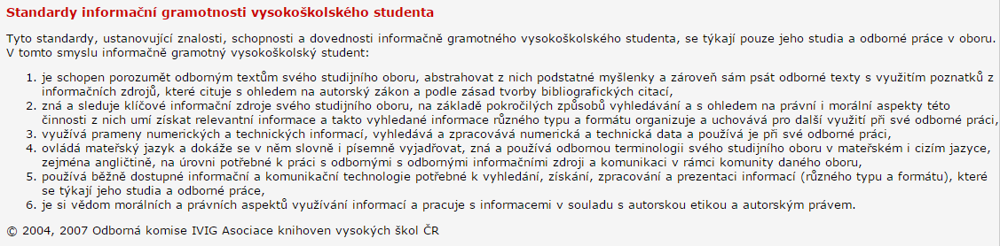 Standardy informační gramotnosti vysokoškolského studenta
Tyto standardy, ustanovující znalosti, schopnosti a dovednosti informačně gramotného vysokoškolského studenta, se týkají pouze jeho studia a odborné práce v oboru.
V tomto smyslu informačně gramotný vysokoškolský student:
1. je schopen porozumět odborným textům svého studijního oboru, abstrahovat z nich podstatné myšlenky a zároveň sám psát odborné texty s využitím poznatků z
informačních zdrojů, které cituje s ohledem na autorský zákon a podle zásad tvorby bibliografických citací,
2. zná a sleduje klíčové informační zdroje svého studijního oboru, na základě pokročilých způsobů vyhledávání a s ohledem na právní i morální aspekty této
činnosti z nich umí získat relevantní informace a takto vyhledané informace různého typu a formátu organizuje a uchovává pro další využití při své odborné práci,
3. využívá prameny numerických a technických informací, vyhledává a zpracovává numerická a technická data a používá je při své odborné práci,
4. ovládá mateřský jazyk a dokáže se v něm slovně i písemně vyjadřovat, zná a používá odbornou terminologii svého studijního oboru v mateřském i cizím jazyce,
zejména angličtině, na úrovni potřebné k práci s odbornými s odbornými informačními zdroji a komunikaci v rámci komunity daného oboru,
5. používá běžně dostupné informační a komunikační technologie potřebné k vyhledání, získání, zpracování a prezentaci informací (různého typu a formátu), které
se týkají jeho studia a odborné práce,
6. je si vědom morálních a právních aspektů využívání informací a pracuje s informacemi v souladu s autorskou etikou a autorským právem.
© 2004, 2007 Odborná komise IVIG Asociace knihoven vysokých škol ČR